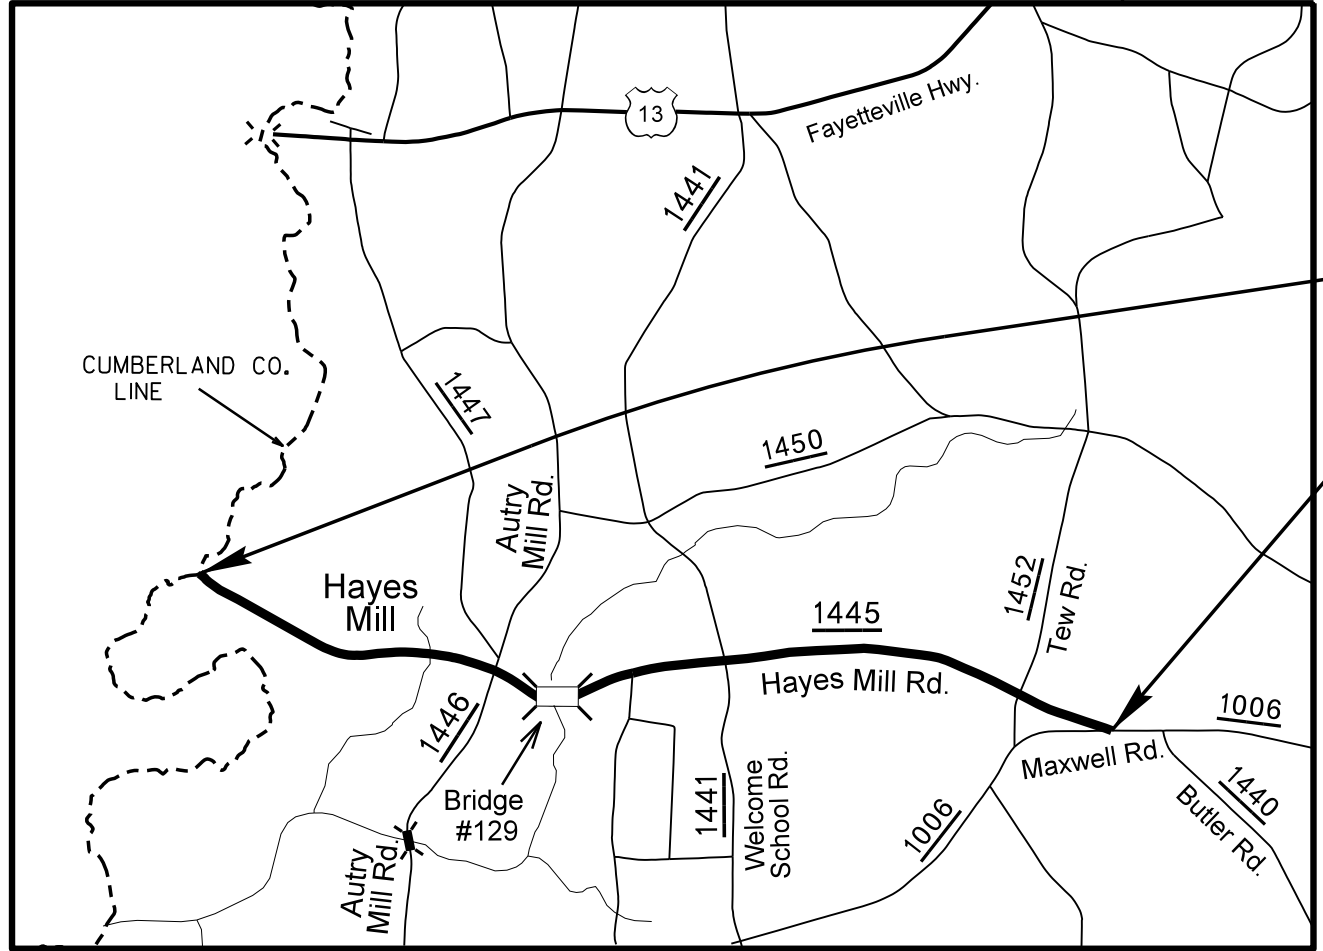 13
Fayetteville Hwy.
1441
CUMBERLAND CO.
LINE
1447
1450
Autry
Mill Rd.
Hayes
Mill
1445
Hayes Mill Rd.
1452
Tew Rd.
1446
Bridge
#129
1441
Welcome
School Rd.
1006
Maxwell Rd.
1440
Butler Rd.
1006
Autry
Mill Rd.